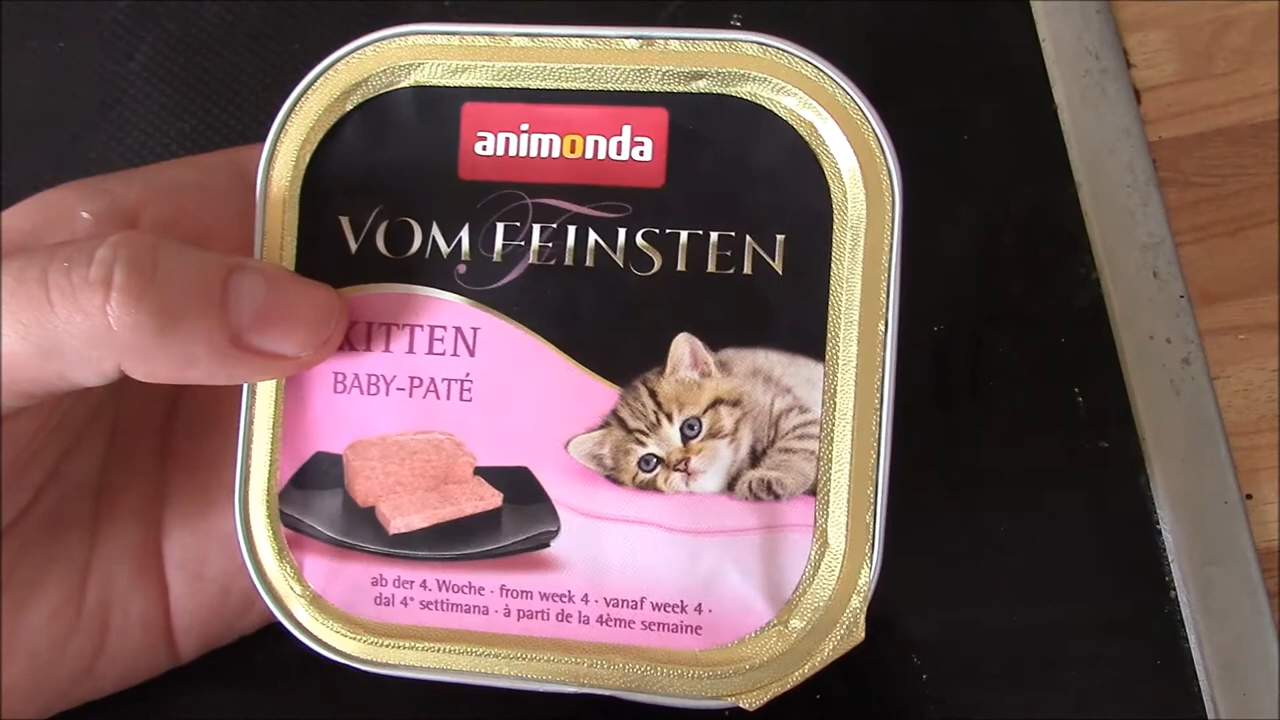 animonda
VOM FEINSTEN
KITTEN
BABY-PATÉ
ab der 4. Woche · from week 4 · vanaf week 4 ·
dal 4° settimana · à parti de la 4ème semaine